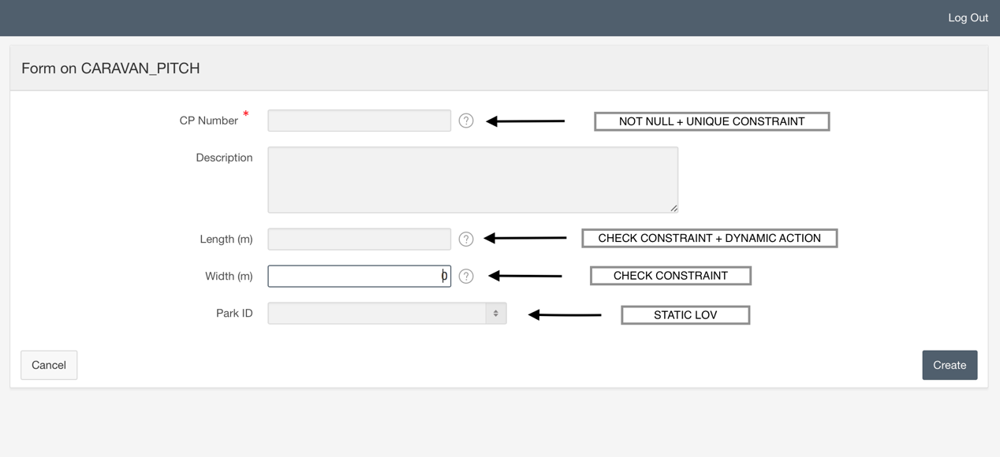 Log Out
Form on CARAVAN_PITCH
CP Number * ? NOT NULL + UNIQUE CONSTRAINT
Description
Length (m) ? CHECK CONSTRAINT + DYNAMIC ACTION
Width (m) 0 ? CHECK CONSTRAINT
Park ID STATIC LOV
Cancel Create